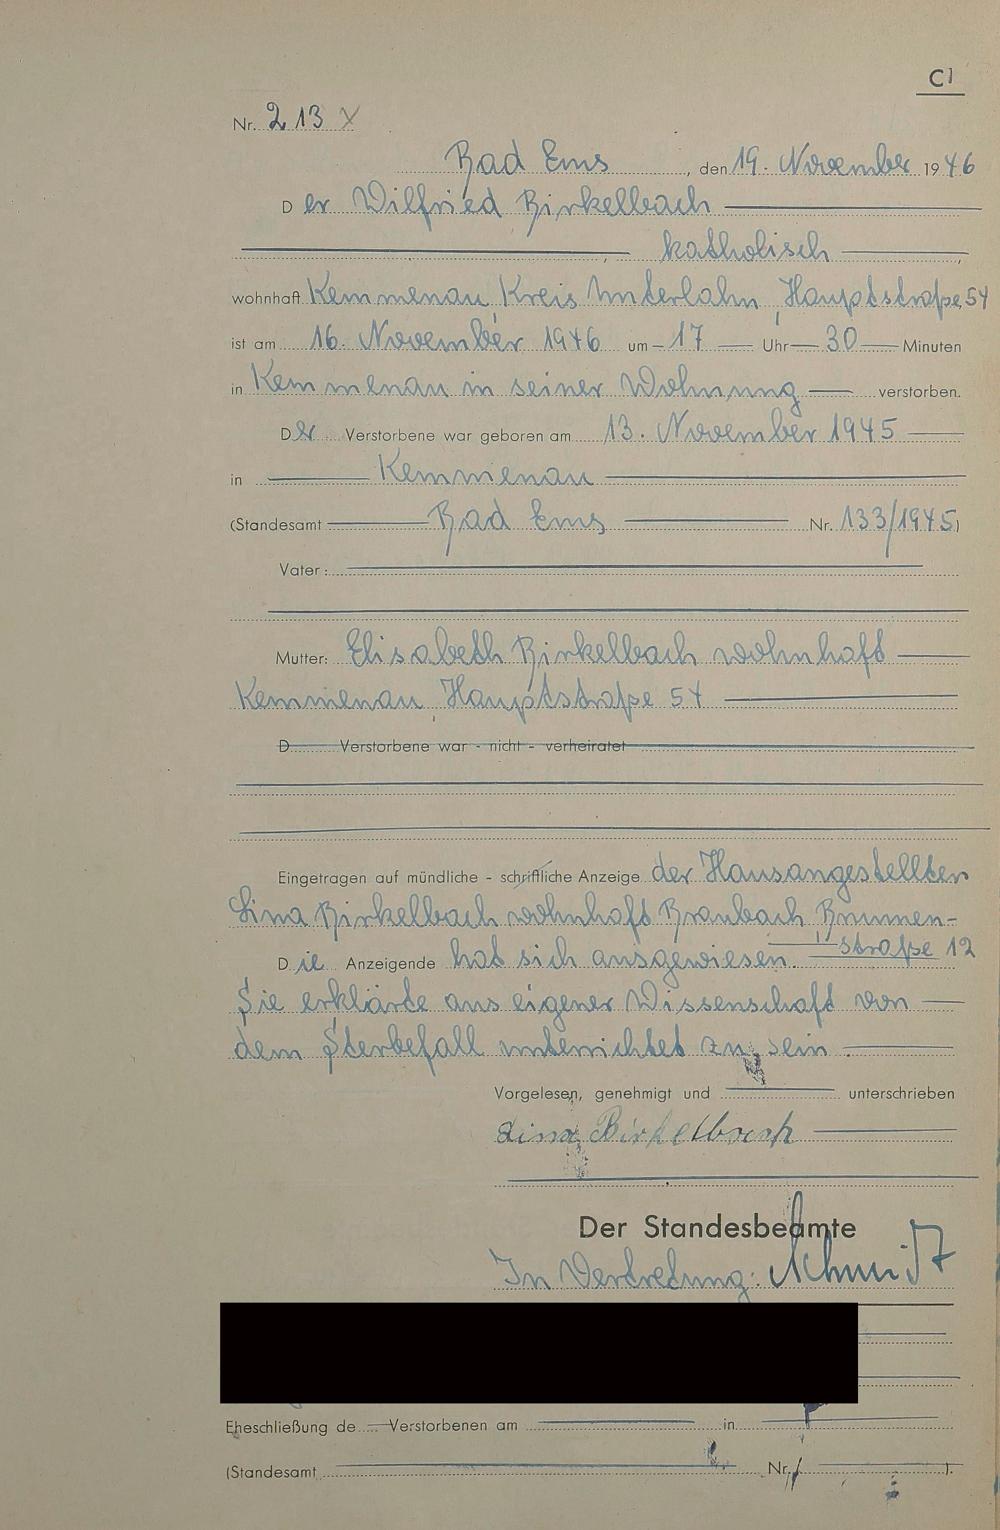 C1
Nr. 213
Bad Ems, den 19. November 1946
Der Wilfried Birkelbach
katholisch
wohnhaft Kemmenau, Kreis Unterlahn, Hauptstraße 54
ist am 16. November 1946 um 17 Uhr 30 Minuten
in Kemmenau in seiner Wohnung verstorben.
Der Verstorbene war geboren am 13. November 1945
in Kemmenau
(Standesamt Bad Ems Nr. 133/1945)
Vater:
Mutter: Elisabeth Birkelbach wohnhaft
Kemmenau, Hauptstraße 54
D Verstorbene war - nicht - verheiratet
Eingetragen auf mündliche - schriftliche Anzeige der Hausangestellten
Lina Birkelbach wohnhaft Braubach Brunnen-
straße 12
Die Anzeigende hat sich ausgewiesen.
Sie erklärte aus eigener Wissenschaft von
dem Sterbefall unterrichtet zu sein.
Vorgelesen, genehmigt und unterschrieben
Lina Birkelbach
Der Standesbeamte
In Vertretung: Schmidt
Eheschließung de Verstorbenen am in
(Standesamt Nr. ).